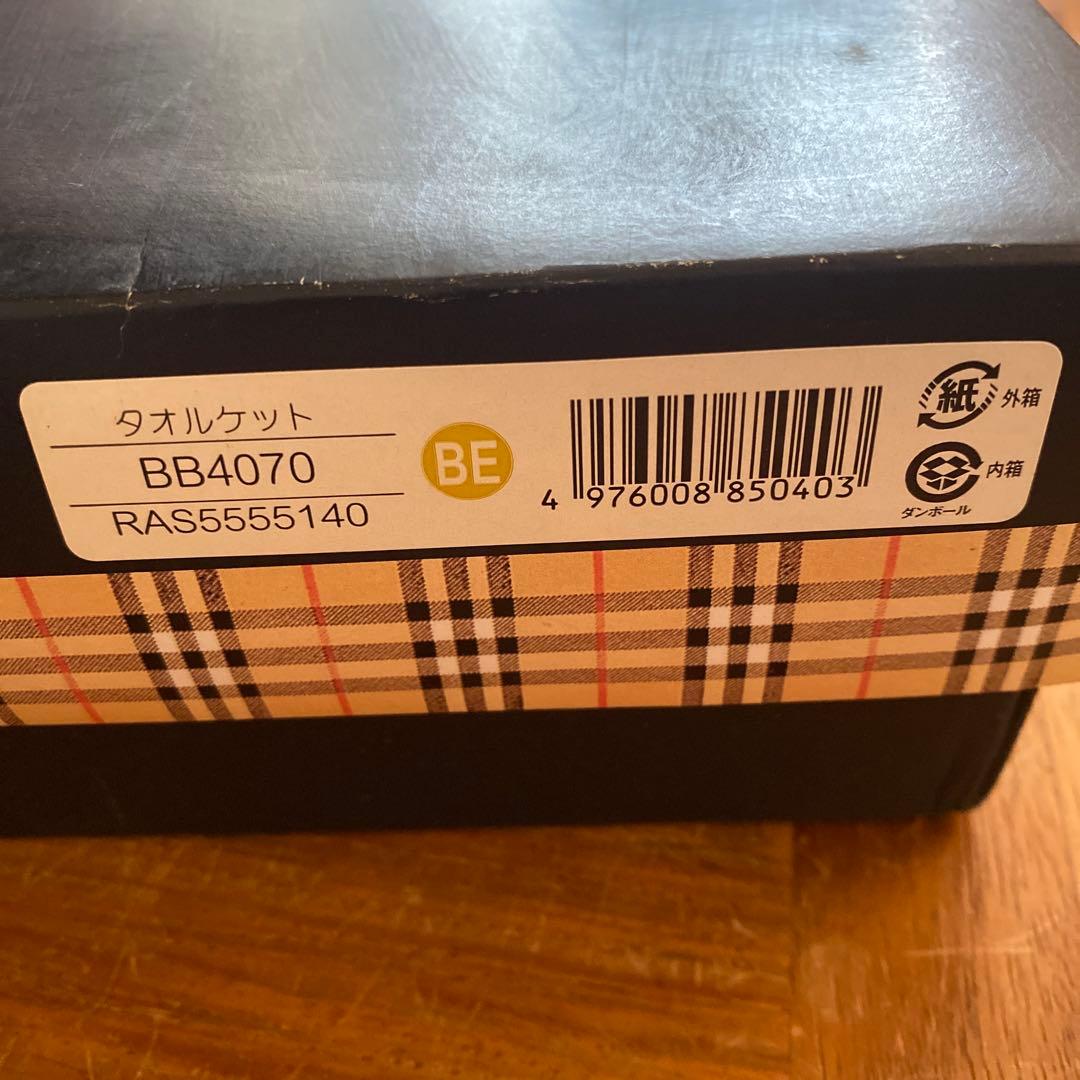 タオルケット
BB4070
RAS5555140
BE
4 976008 850403
紙 外箱
内箱
ダンボール